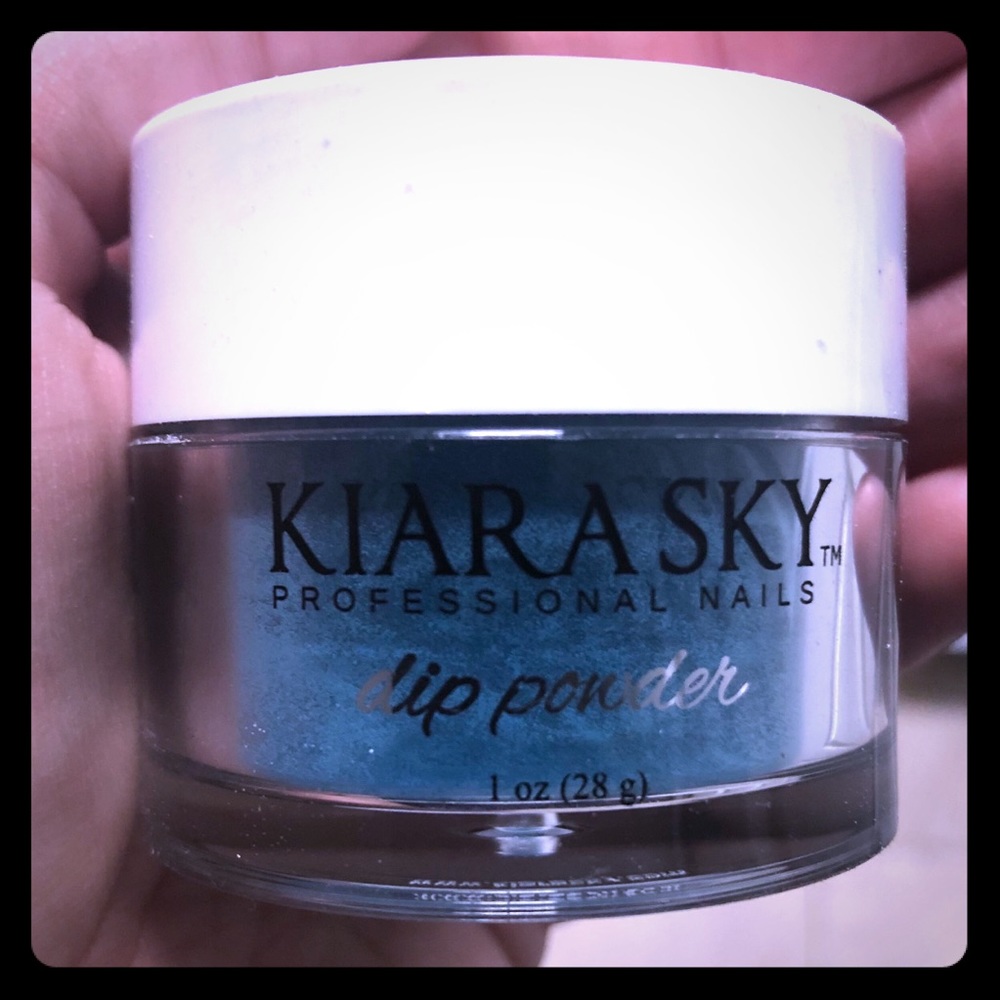 KIARA SKY™
PROFESSIONAL NAILS
dip powder
1 oz (28 g)